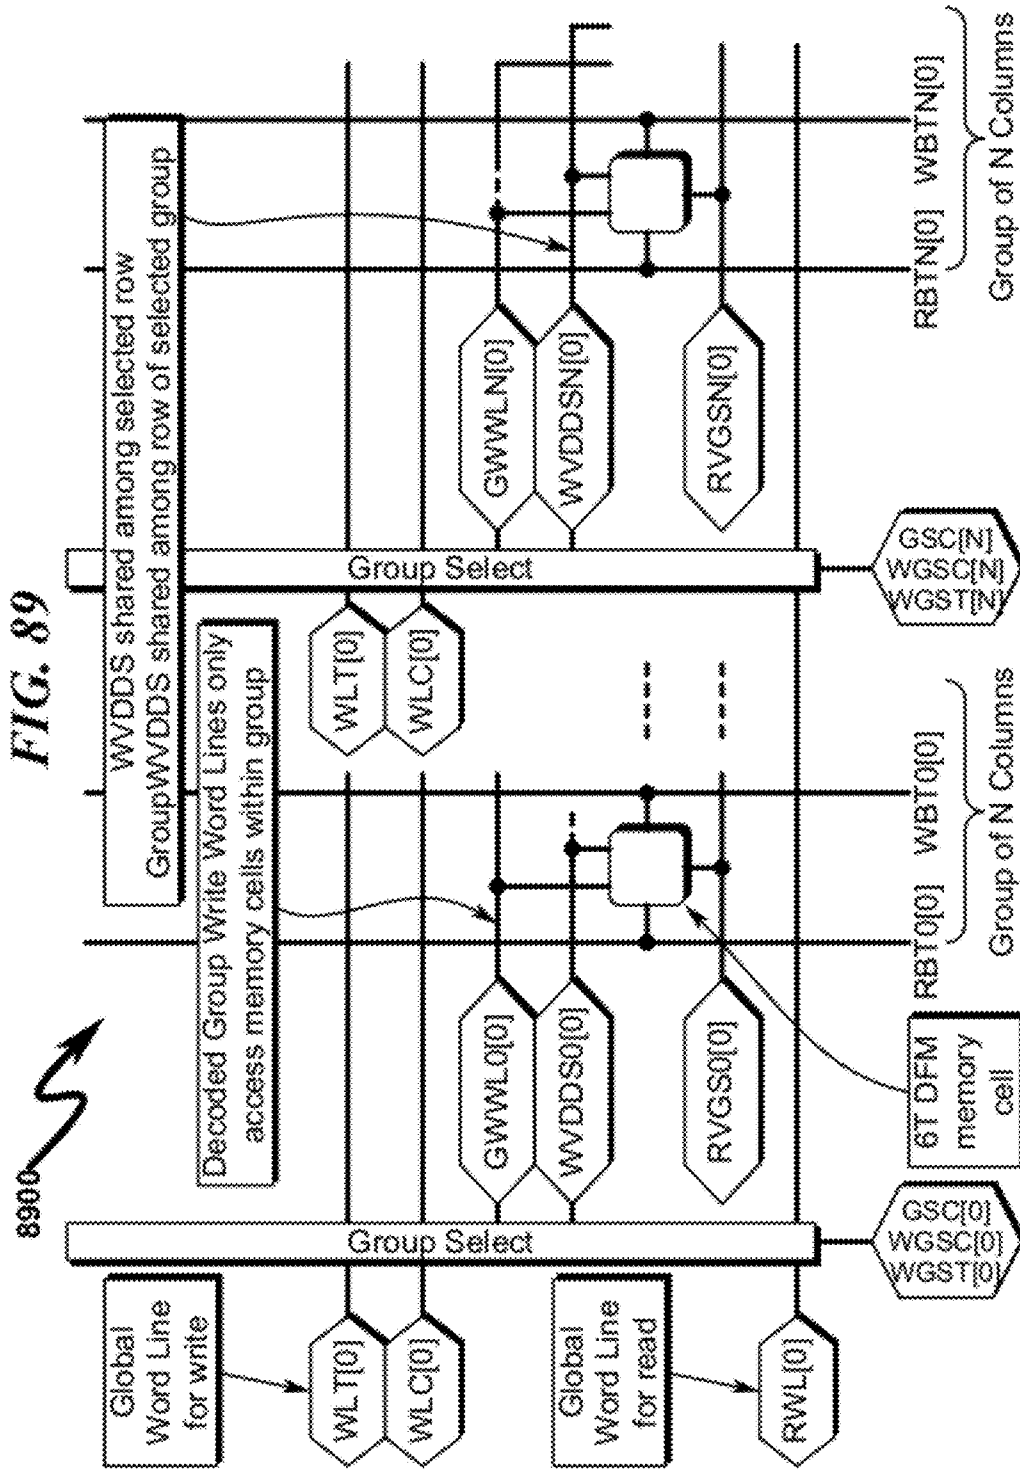 FIG. 89
8900
WVDDS shared among selected row
GroupWVDDS shared among row of selected group
Decoded Group Write Word Lines only
access memory cells within group
Global
Word Line
for write
WLT[0]
WLC[0]
Group Select
GWWL0[0]
WVDDS0[0]
RVGS0[0]
WLT[0]
WLC[0]
Group Select
GWWLN[0]
WVDDSN[0]
RVGSN[0]
Global
Word Line
for read
RWL[0]
GSC[0]
WGSC[0]
WGST[0]
6T DFM
memory
cell
RBT0[0]
WBT0[0]
Group of N Columns
GSC[N]
WGSC[N]
WGST[N]
RBTN[0]
WBTN[0]
Group of N Columns